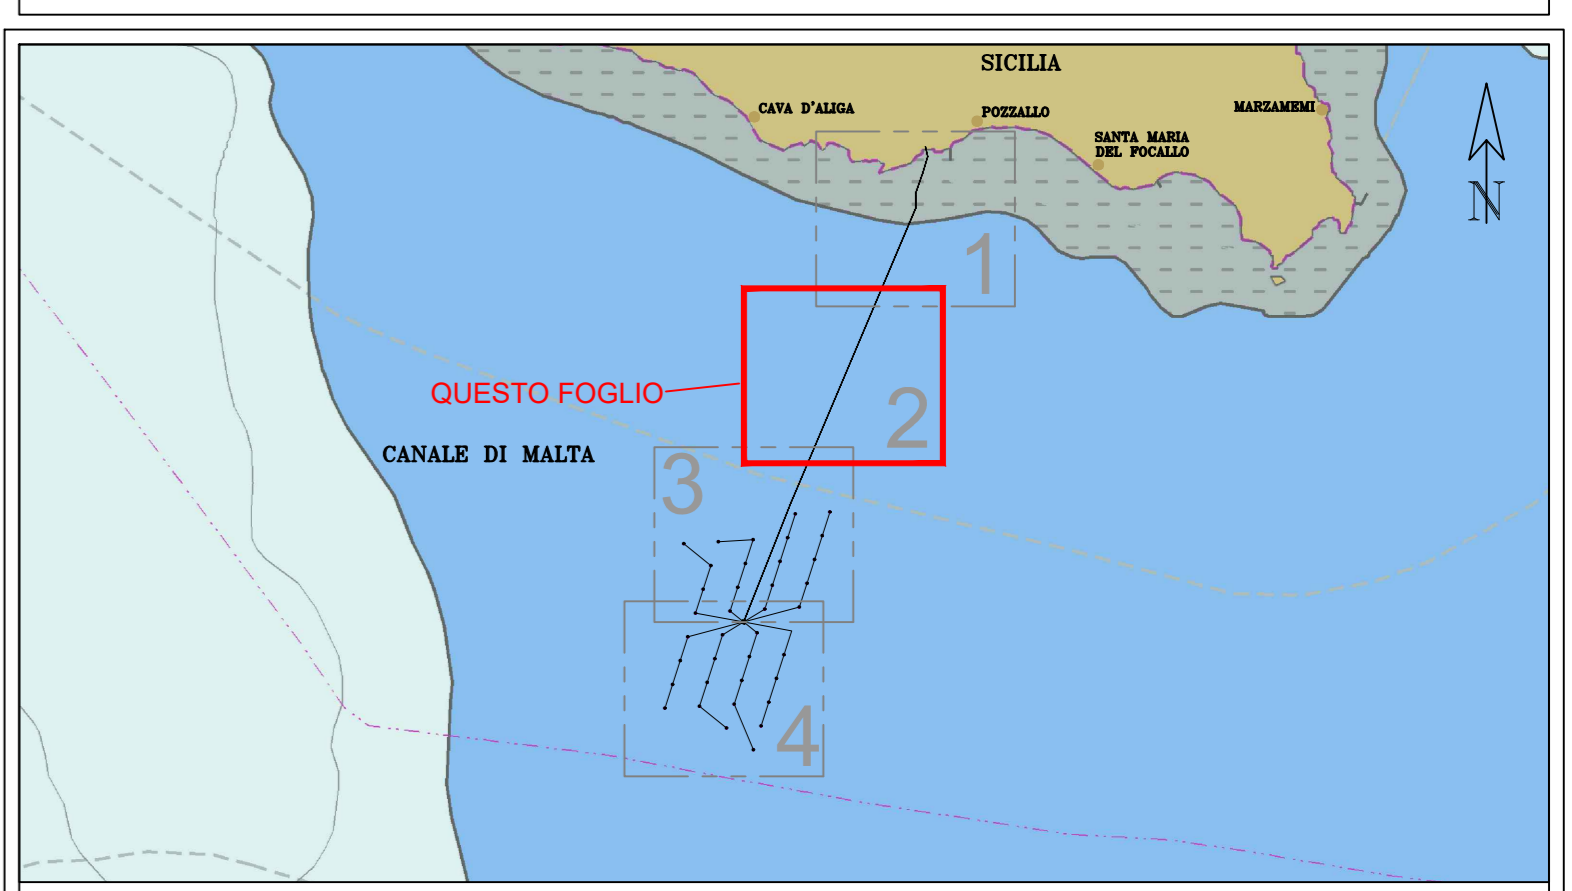 SICILIA
CAVA D'ALIGA
POZZALLO
MARZAMEMI
SANTA MARIA
DEL FOCALLO
N
1
QUESTO FOGLIO
2
CANALE DI MALTA
3
4